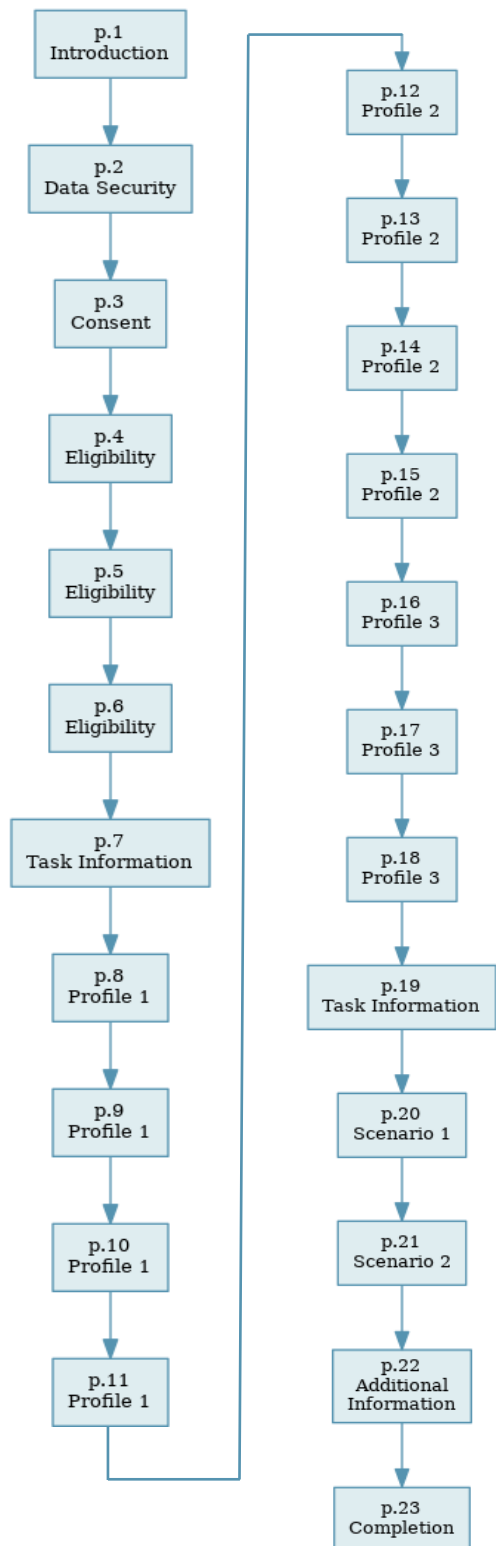 p.1
Introduction
p.2
Data Security
p.3
Consent
p.4
Eligibility
p.5
Eligibility
p.6
Eligibility
p.7
Task Information
p.8
Profile 1
p.9
Profile 1
p.10
Profile 1
p.11
Profile 1
p.12
Profile 2
p.13
Profile 2
p.14
Profile 2
p.15
Profile 2
p.16
Profile 3
p.17
Profile 3
p.18
Profile 3
p.19
Task Information
p.20
Scenario 1
p.21
Scenario 2
p.22
Additional
Information
p.23
Completion